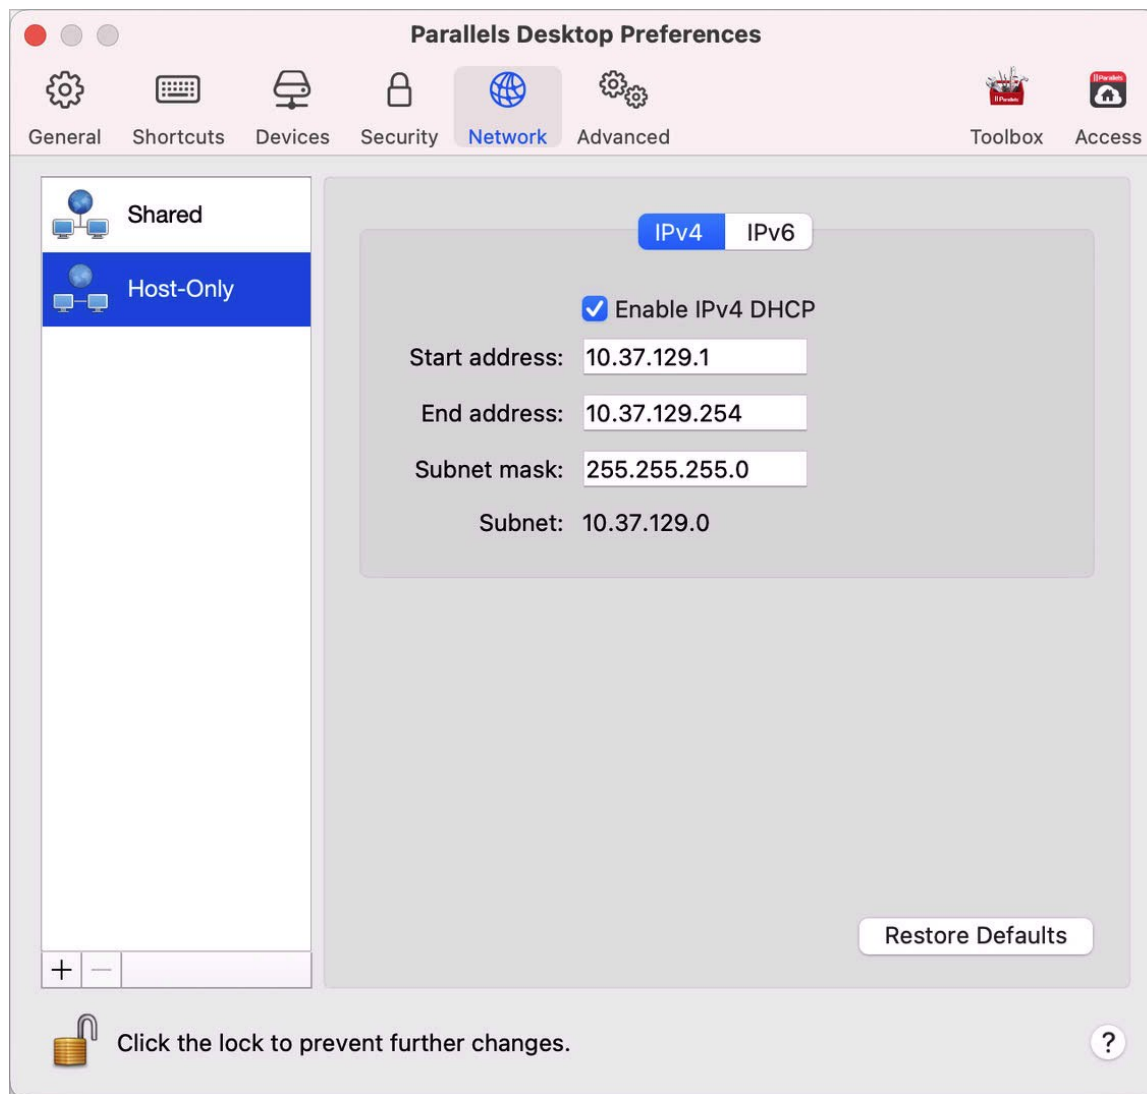 Parallels Desktop Preferences
General Shortcuts Devices Security Network Advanced Toolbox Access
Shared
Host-Only
IPv4 IPv6
Enable IPv4 DHCP
Start address: 10.37.129.1
End address: 10.37.129.254
Subnet mask: 255.255.255.0
Subnet: 10.37.129.0
Restore Defaults
+ −
Click the lock to prevent further changes.
?